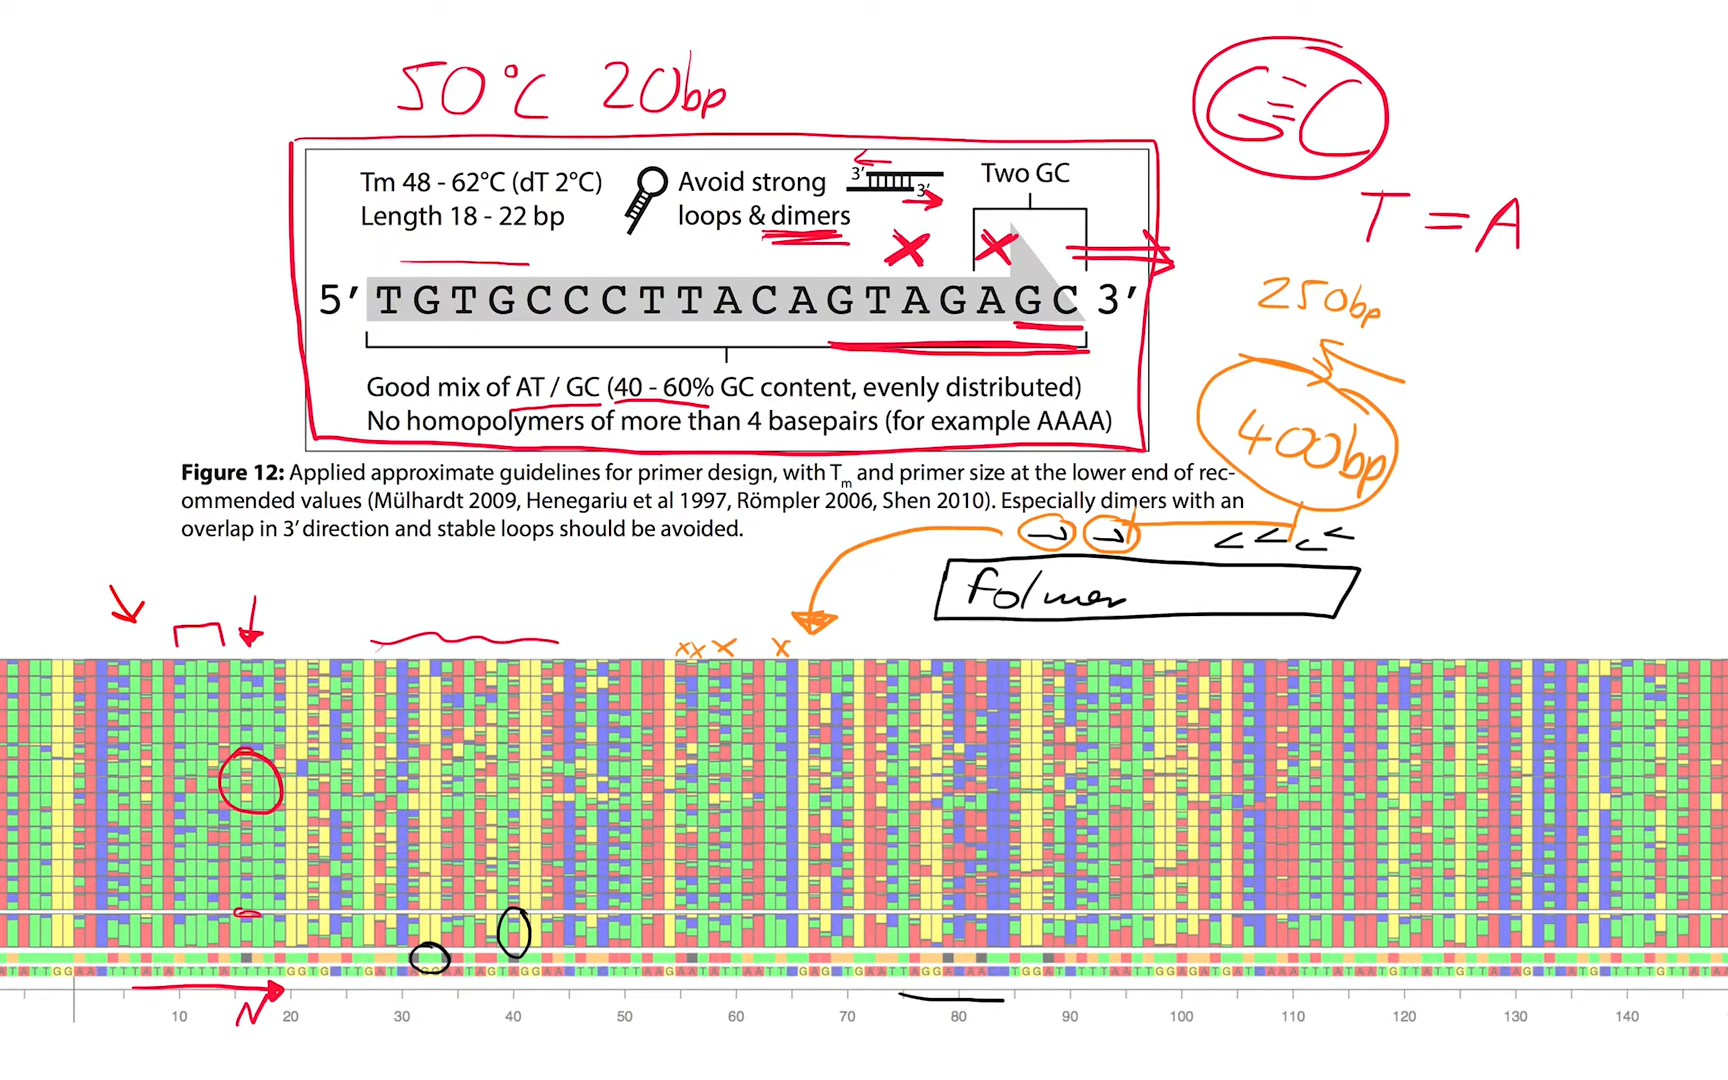 50°C 20bp
G≡C
Tm 48 - 62°C (dT 2°C)
Length 18 - 22 bp
Avoid strong
loops & dimers
3′
3′
Two GC
T = A
5′ TGTGCCCTTACAGTAGAGC 3′
250bp
Good mix of AT / GC (40 - 60% GC content, evenly distributed)
No homopolymers of more than 4 basepairs (for example AAAA)
400bp
Figure 12: Applied approximate guidelines for primer design, with Tm and primer size at the lower end of rec-
ommended values (Mülhardt 2009, Henegariu et al 1997, Römpler 2006, Shen 2010). Especially dimers with an
overlap in 3′ direction and stable loops should be avoided.
folmer
xx x x
N
10 20 30 40 50 60 70 80 90 100 110 120 130 140